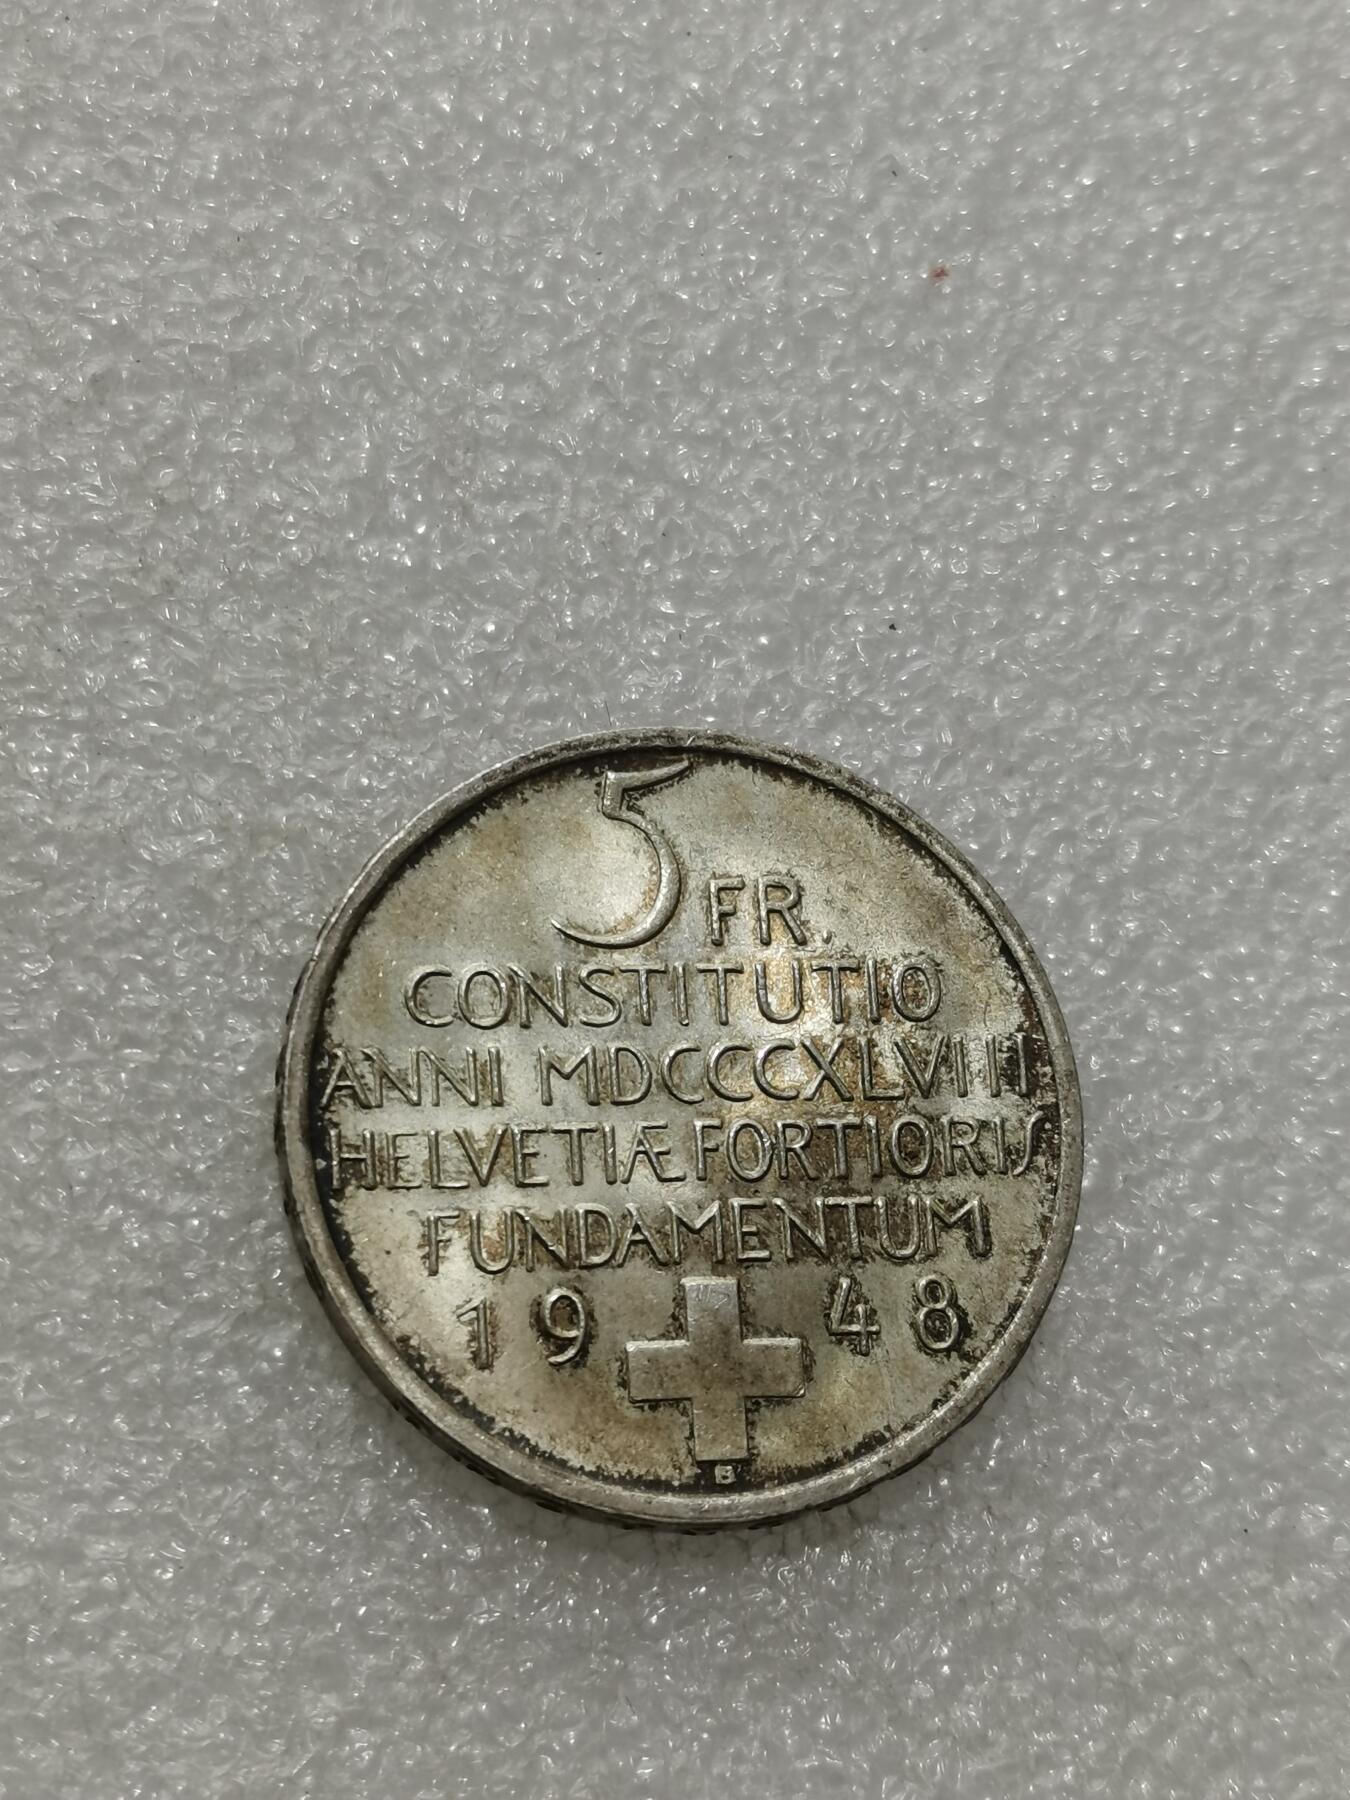 5 FR.
CONSTITUTIO
ANNI MDCCCXLVIII
HELVETIÆ FORTIORIS
FUNDAMENTUM
1948
B